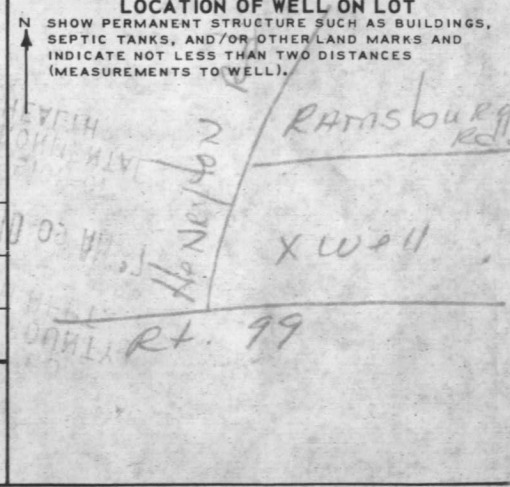 LOCATION OF WELL ON LOT
N SHOW PERMANENT STRUCTURE SUCH AS BUILDINGS,
SEPTIC TANKS, AND/OR OTHER LAND MARKS AND
INDICATE NOT LESS THAN TWO DISTANCES
(MEASUREMENTS TO WELL).
RAMSburg
Rd.
HeNRyton
X well
Rt. 99